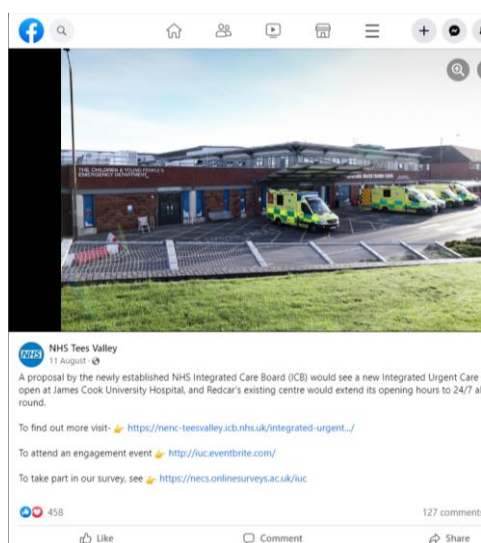 THE CHILDREN & YOUNG PEOPLE'S
EMERGENCY DEPARTMENT
NHS
NHS Tees Valley
11 August ·
A proposal by the newly established NHS Integrated Care Board (ICB) would see a new Integrated Urgent Care
open at James Cook University Hospital, and Redcar's existing centre would extend its opening hours to 24/7 al
round.
To find out more visit- 👉 https://nenc-teesvalley.icb.nhs.uk/integrated-urgent.../
To attend an engagement event 👉 http://iuc.eventbrite.com/
To take part in our survey, see 👉 https://necs.onlinesurveys.ac.uk/iuc
458
127 comments
Like
Comment
Share